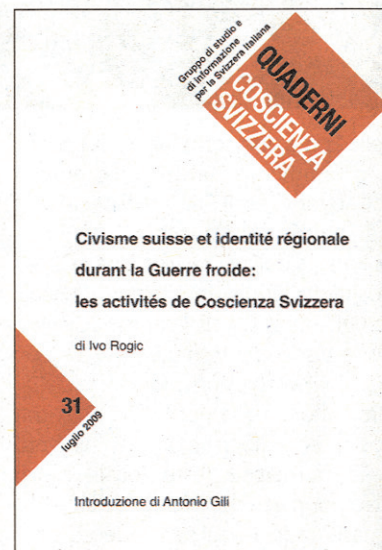 Gruppo di studio e
di informazione
per la Svizzera Italiana
QUADERNI
COSCIENZA
SVIZZERA
Civisme suisse et identité régionale
durant la Guerre froide:
les activités de Coscienza Svizzera
di Ivo Rogic
31
luglio 2009
Introduzione di Antonio Gili